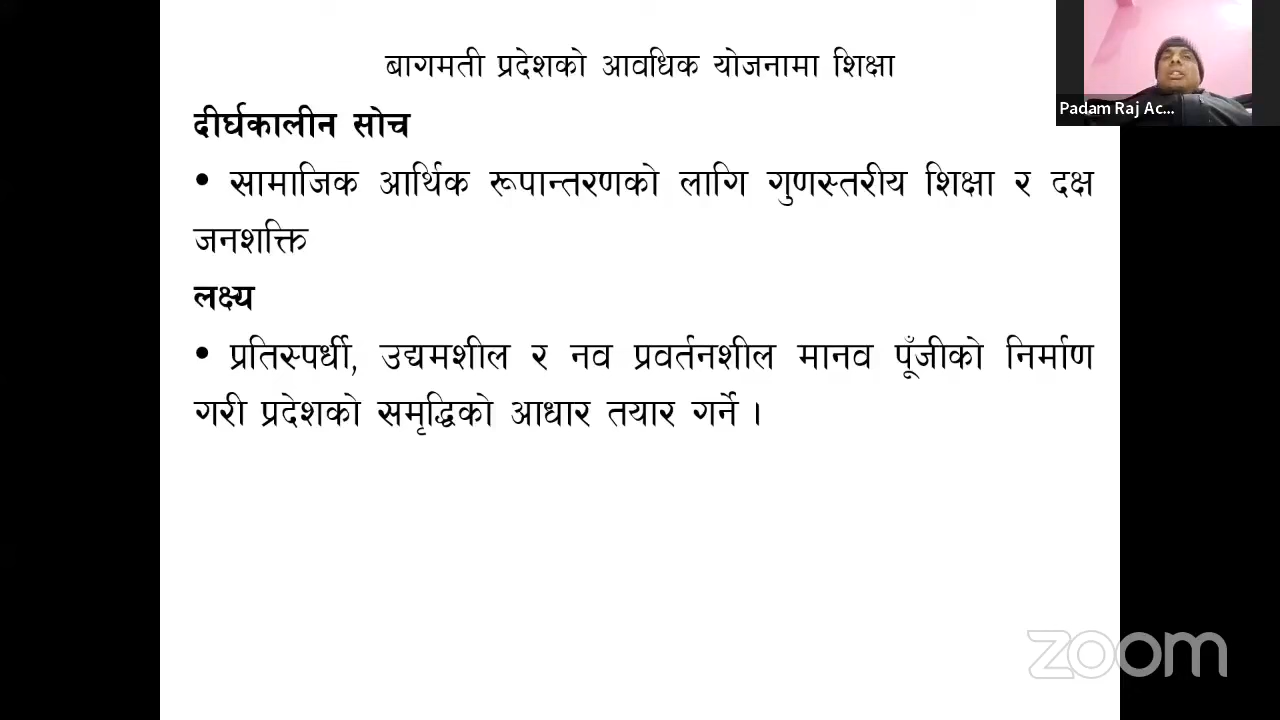 बागमती प्रदेशको आवधिक योजनामा शिक्षा
दीर्घकालीन सोच
• सामाजिक आर्थिक रूपान्तरणको लागि गुणस्तरीय शिक्षा र दक्ष
जनशक्ति
लक्ष्य
• प्रतिस्पर्धी, उद्यमशील र नव प्रवर्तनशील मानव पूँजीको निर्माण
गरी प्रदेशको समृद्धिको आधार तयार गर्ने ।
Padam Raj Ac...
zoom